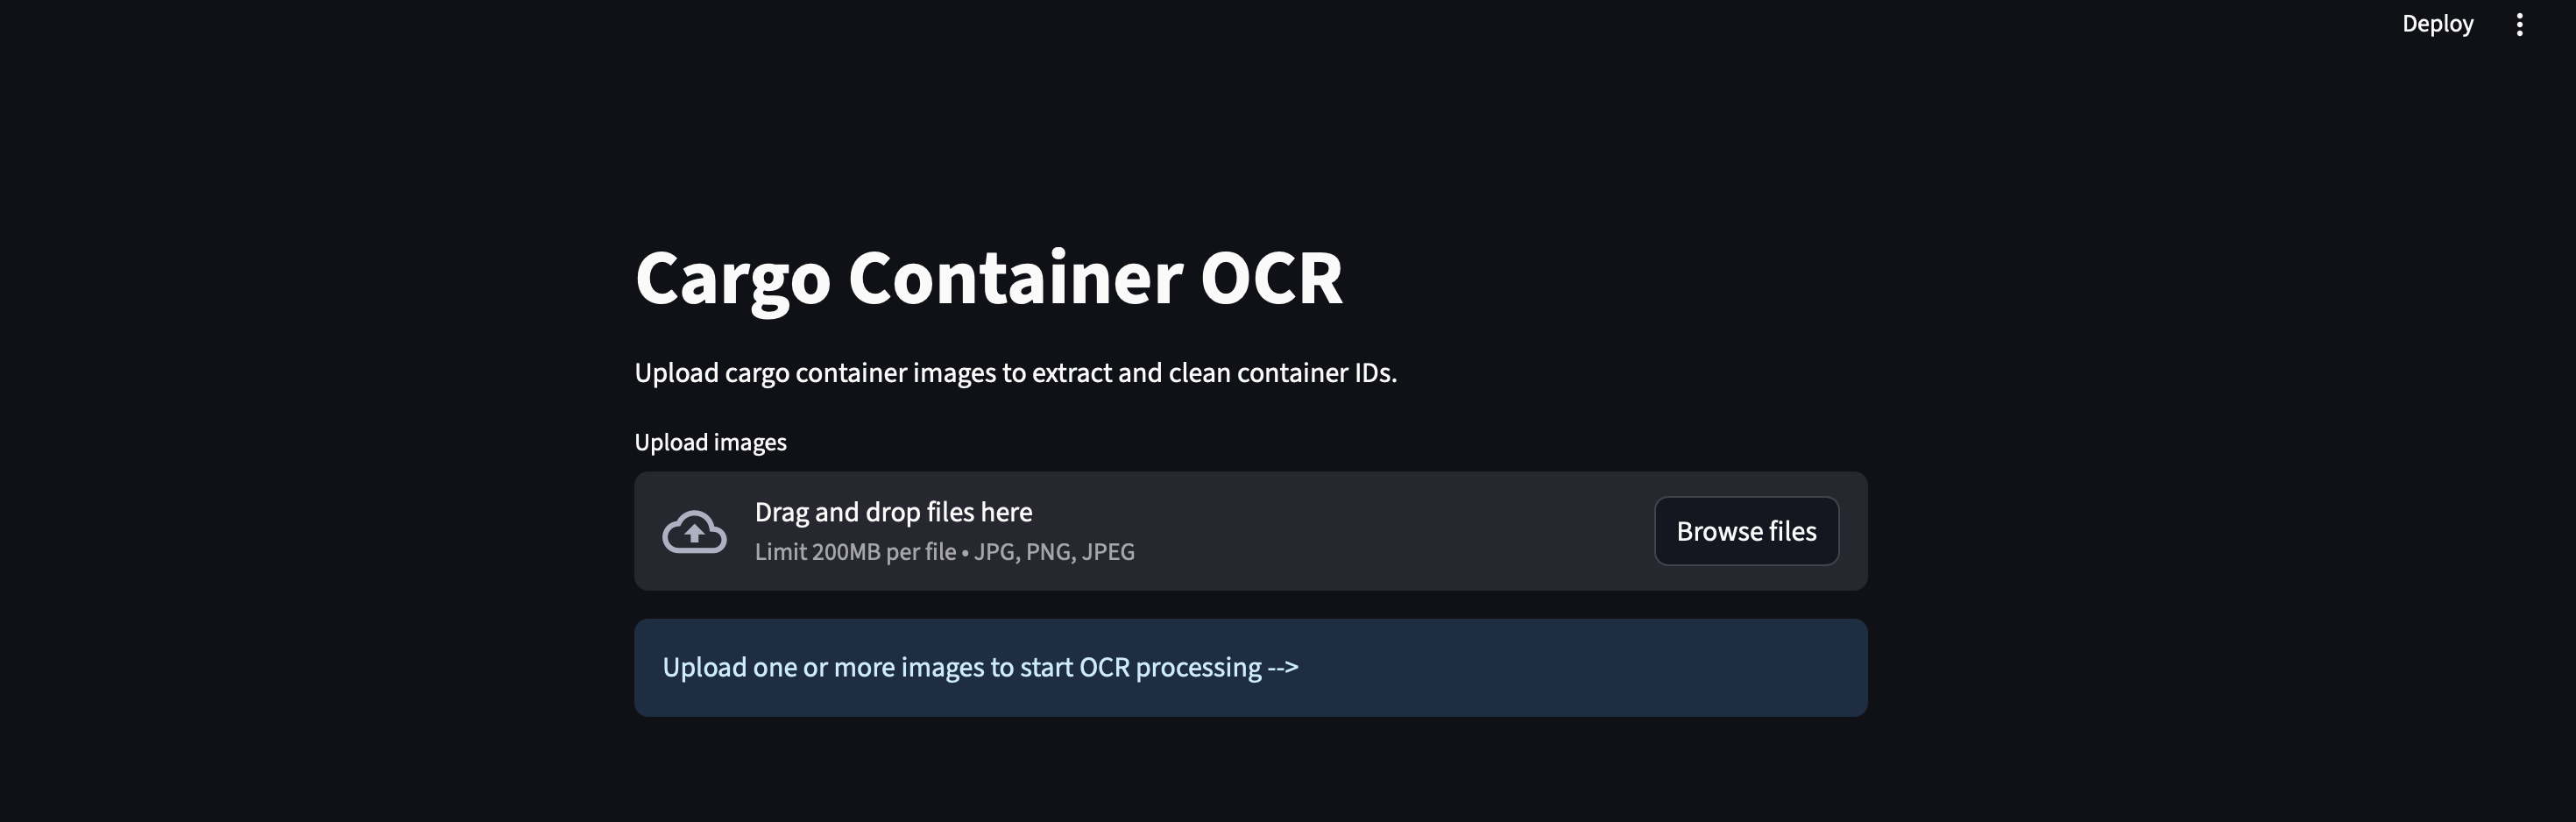 Deploy
Cargo Container OCR
Upload cargo container images to extract and clean container IDs.
Upload images
Drag and drop files here
Limit 200MB per file • JPG, PNG, JPEG
Browse files
Upload one or more images to start OCR processing -->